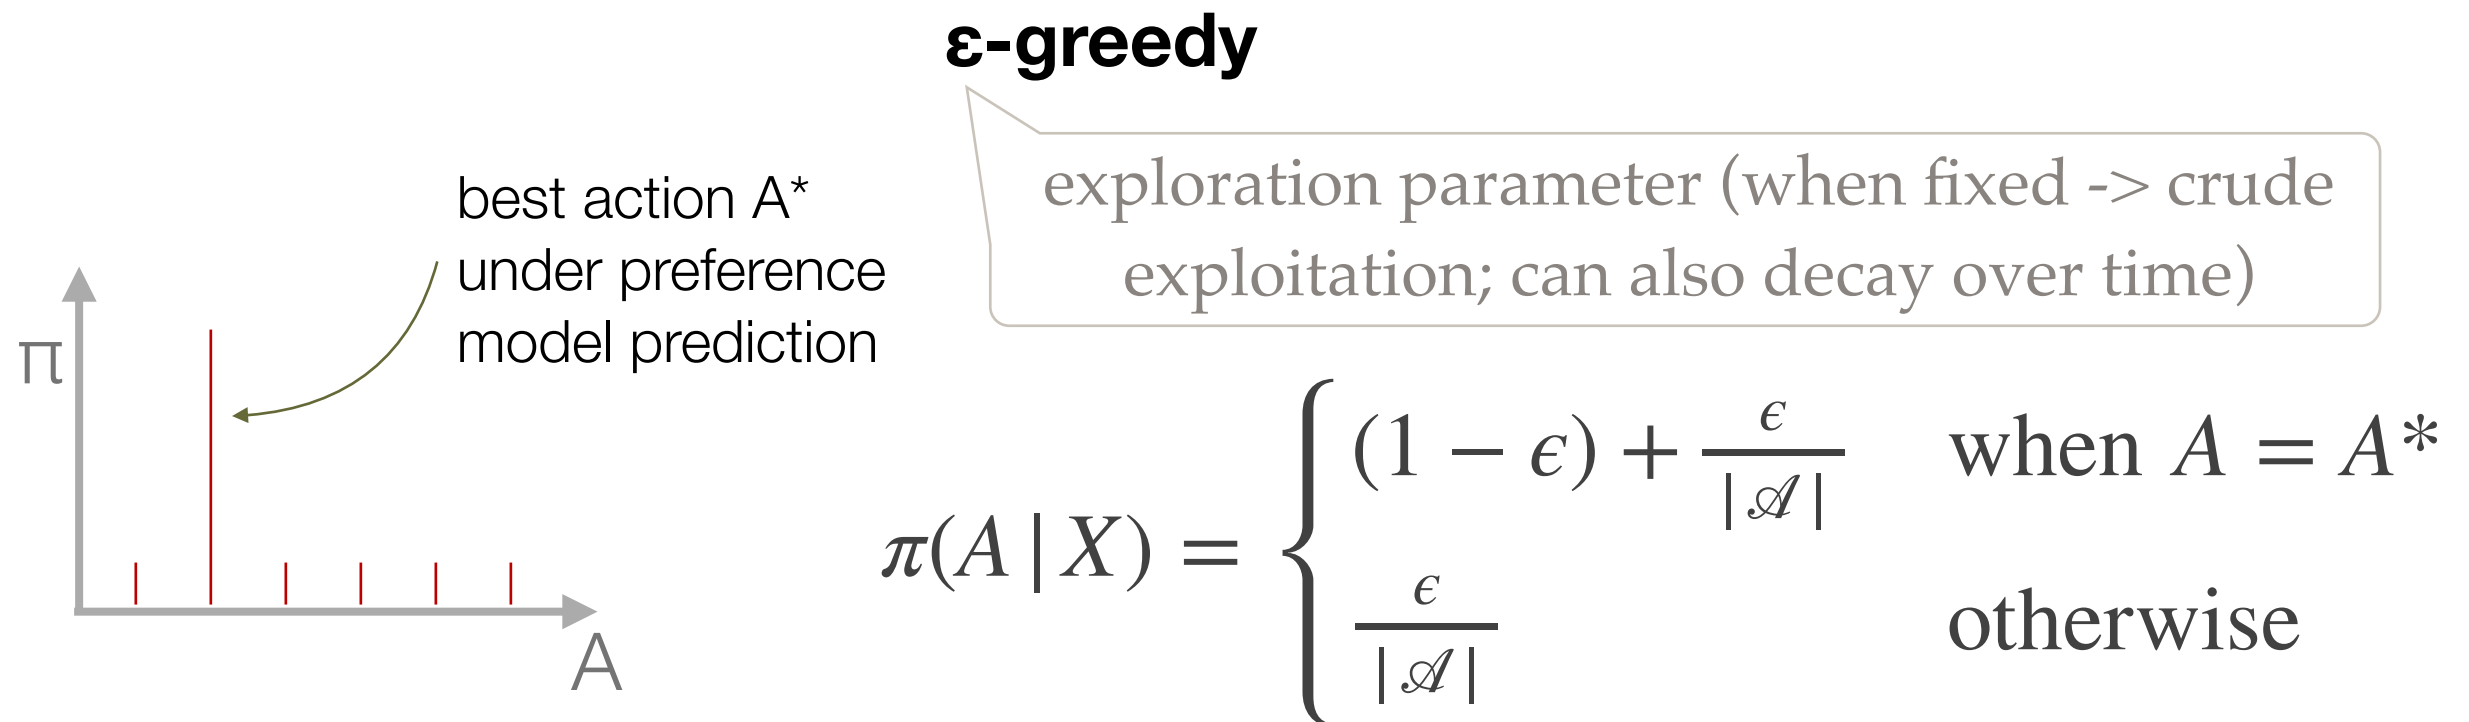 ε-greedy
exploration parameter (when fixed -> crude
exploitation; can also decay over time)
best action A*
under preference
model prediction
π
A
π(A | X) = { (1 − ϵ) + ϵ/|𝒜| when A = A*
ϵ/|𝒜| otherwise